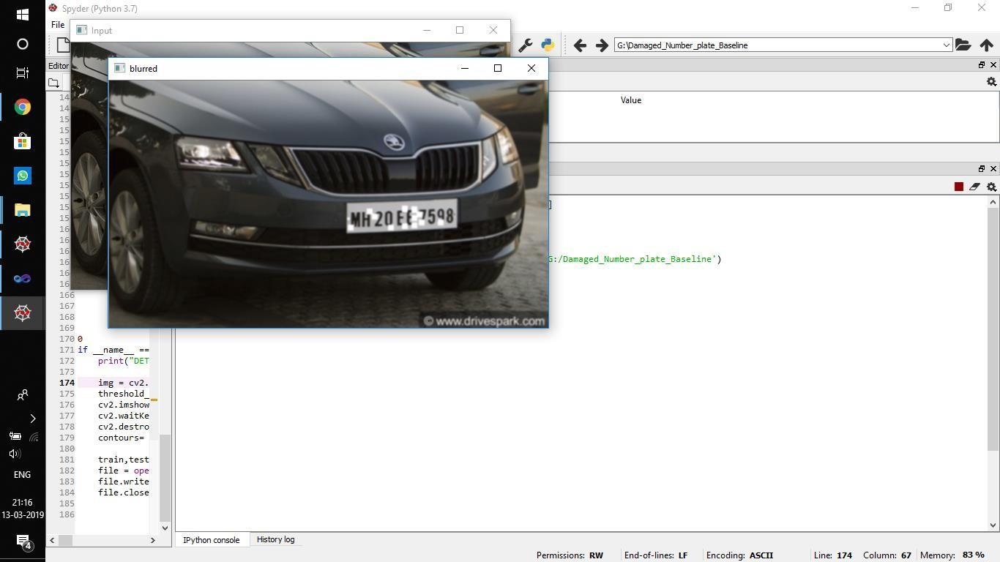 Spyder (Python 3.7)
File
Input
G:\Damaged_Number_plate_Baseline
Editor
blurred
Value
MH 20 EE 7598
G:/Damaged_Number_plate_Baseline')
© www.drivespark.com
14
14
15
15
15
15
15
15
15
15
15
15
16
16
16
16
16
16
166
167
168
169
170 0
171 if __name__ ==
172 print("DET
173
174 img = cv2.
175 threshold_
176 cv2.imshow
177 cv2.waitKe
178 cv2.destro
179 contours=
180
181 train,test
182 file = ope
183 file.write
184 file.close
185
186
ENG
21:16
13-03-2019
4
IPython console
History log
Permissions: RW
End-of-lines: LF
Encoding: ASCII
Line: 174
Column: 67
Memory: 83 %